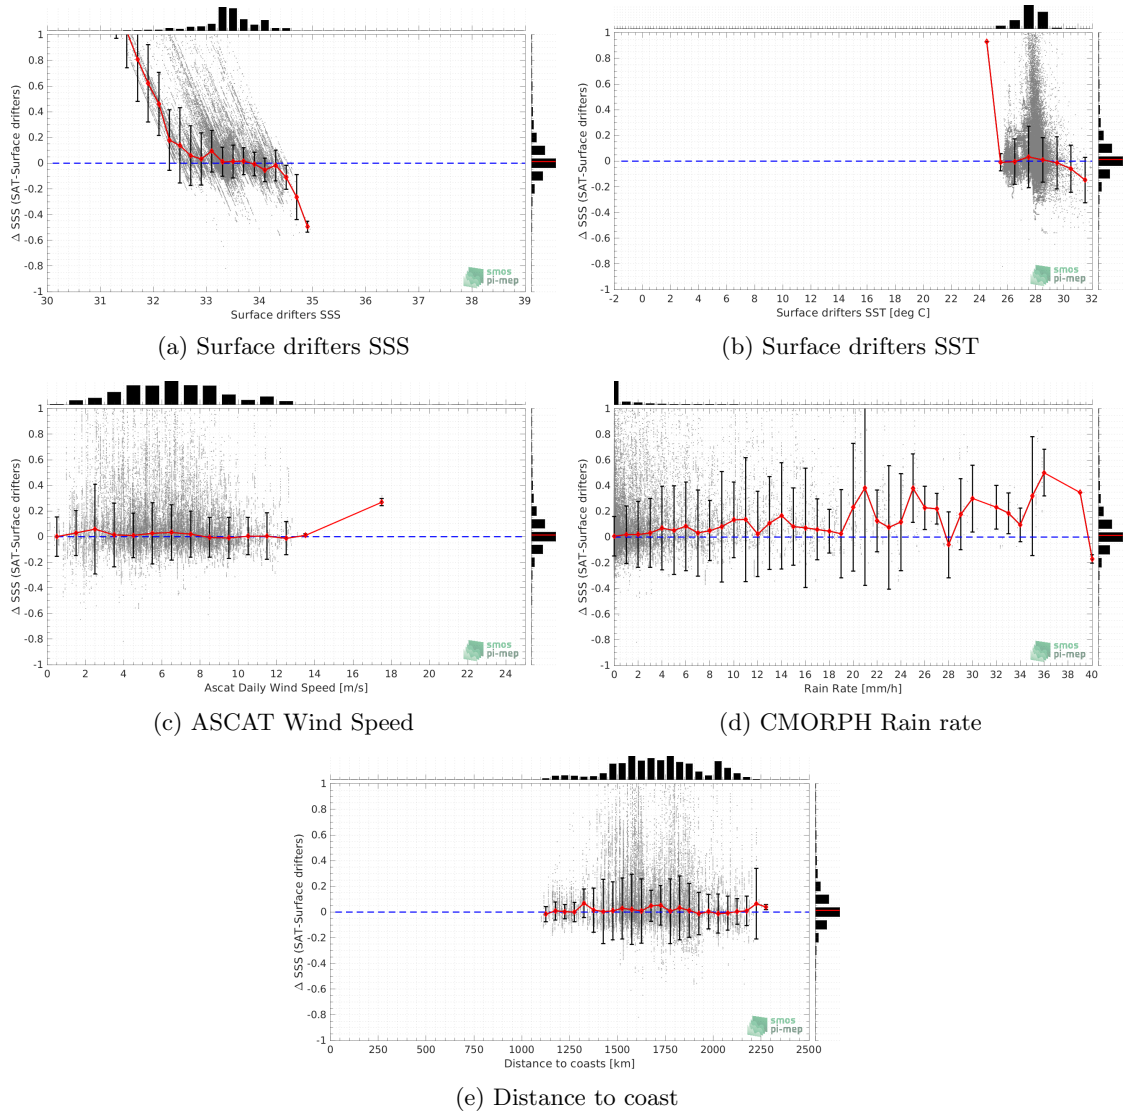 1
0.8
0.6
0.4
0.2
0
-0.2
-0.4
-0.6
-0.8
-1
Δ SSS (SAT-Surface drifters)
30 31 32 33 34 35 36 37 38 39
Surface drifters SSS
smos
pi-mep
(a) Surface drifters SSS
1
0.8
0.6
0.4
0.2
0
-0.2
-0.4
-0.6
-0.8
-1
Δ SSS (SAT-Surface drifters)
-2 0 2 4 6 8 10 12 14 16 18 20 22 24 26 28 30 32
Surface drifters SST [deg C]
smos
pi-mep
(b) Surface drifters SST
1
0.8
0.6
0.4
0.2
0
-0.2
-0.4
-0.6
-0.8
-1
Δ SSS (SAT-Surface drifters)
0 2 4 6 8 10 12 14 16 18 20 22 24
Ascat Daily Wind Speed [m/s]
smos
pi-mep
(c) ASCAT Wind Speed
1
0.8
0.6
0.4
0.2
0
-0.2
-0.4
-0.6
-0.8
-1
Δ SSS (SAT-Surface drifters)
0 2 4 6 8 10 12 14 16 18 20 22 24 26 28 30 32 34 36 38 40
Rain Rate [mm/h]
smos
pi-mep
(d) CMORPH Rain rate
1
0.8
0.6
0.4
0.2
0
-0.2
-0.4
-0.6
-0.8
-1
Δ SSS (SAT-Surface drifters)
0 250 500 750 1000 1250 1500 1750 2000 2250 2500
Distance to coasts [km]
smos
pi-mep
(e) Distance to coast